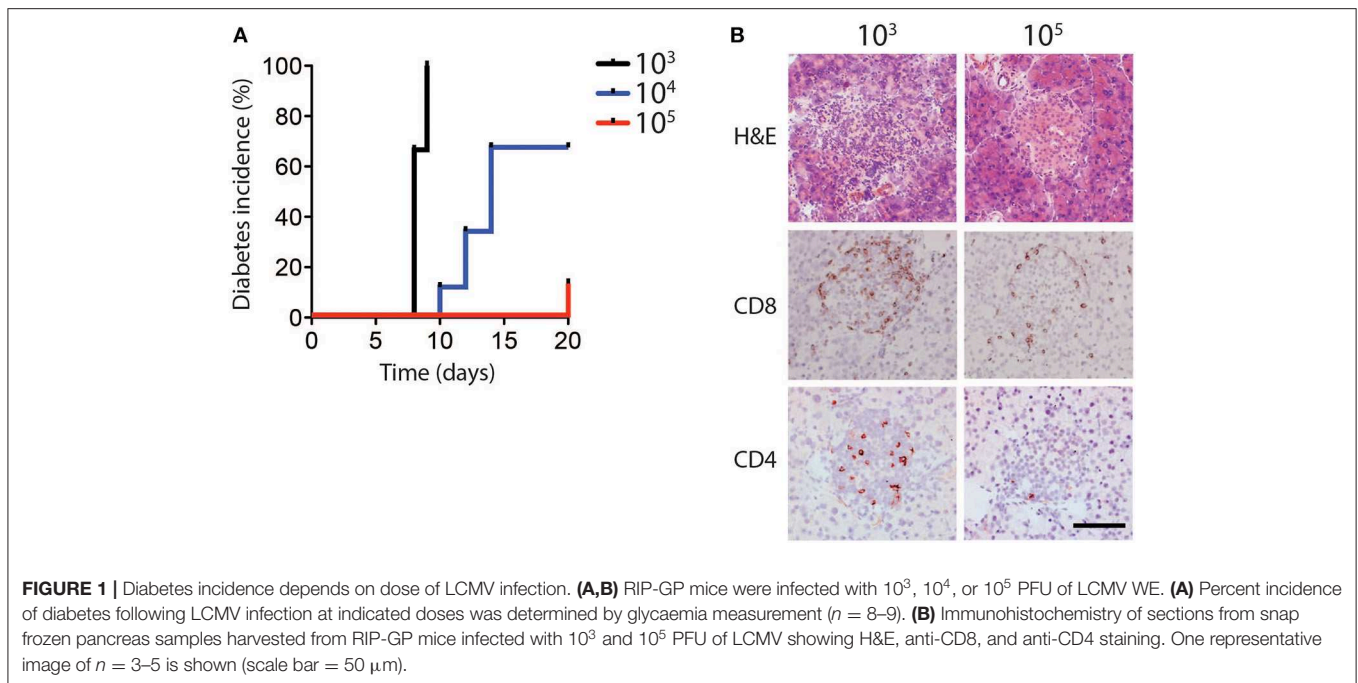 A
Diabetes incidence (%)
100
80
60
40
20
0
0 5 10 15 20
Time (days)
10³
10⁴
10⁵
B
10³ 10⁵
H&E
CD8
CD4
FIGURE 1 | Diabetes incidence depends on dose of LCMV infection. (A,B) RIP-GP mice were infected with 10³, 10⁴, or 10⁵ PFU of LCMV WE. (A) Percent incidence
of diabetes following LCMV infection at indicated doses was determined by glycaemia measurement (n = 8–9). (B) Immunohistochemistry of sections from snap
frozen pancreas samples harvested from RIP-GP mice infected with 10³ and 10⁵ PFU of LCMV showing H&E, anti-CD8, and anti-CD4 staining. One representative
image of n = 3–5 is shown (scale bar = 50 μm).